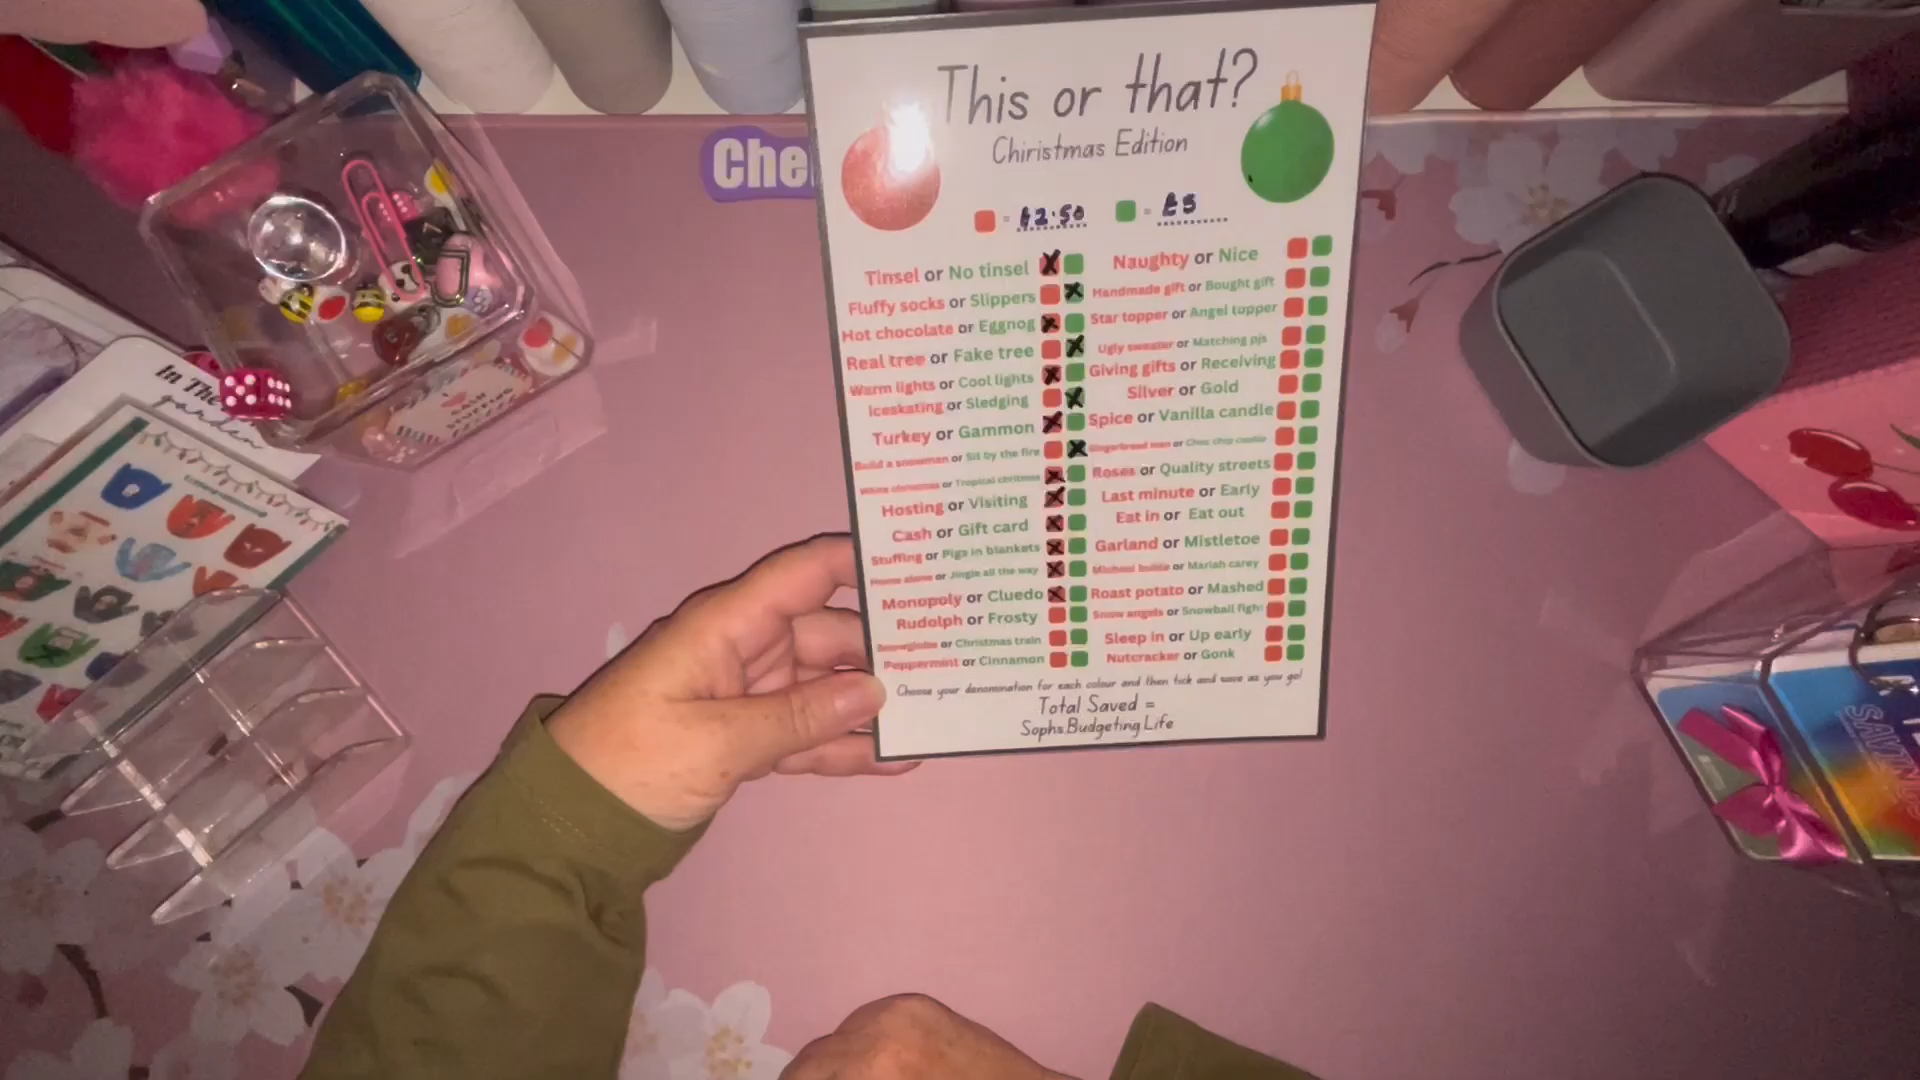 This or that?
Chiristmas Edition
= £2.50 = £5
Tinsel or No tinsel
Fluffy socks or Slippers
Hot chocolate or Eggnog
Real tree or Fake tree
Warm lights or Cool lights
Iceskating or Sledging
Turkey or Gammon
Build a snowman or Sit by the fire
White christmas or Tropical chritmas
Hosting or Visiting
Cash or Gift card
Stuffing or Pigs in blankets
Home alone or Jingle all the way
Monopoly or Cluedo
Rudolph or Frosty
Snowglobe or Christmas train
Peppermint or Cinnamon
Naughty or Nice
Handmade gift or Bought gift
Star topper or Angel topper
Ugly sweater or Matching pjs
Giving gifts or Receiving
Silver or Gold
Spice or Vanilla candle
Gingerbread man or Choc chip cookie
Roses or Quality streets
Last minute or Early
Eat in or Eat out
Garland or Mistletoe
Michael buble or Mariah carey
Roast potato or Mashed
Snow angels or Snowball fight
Sleep in or Up early
Nutcracker or Gonk
Choose your denomination for each colour and then tick and save as you go!
Total Saved =
Sophs.Budgeting.Life
Che
In The
garden
SAVINGS